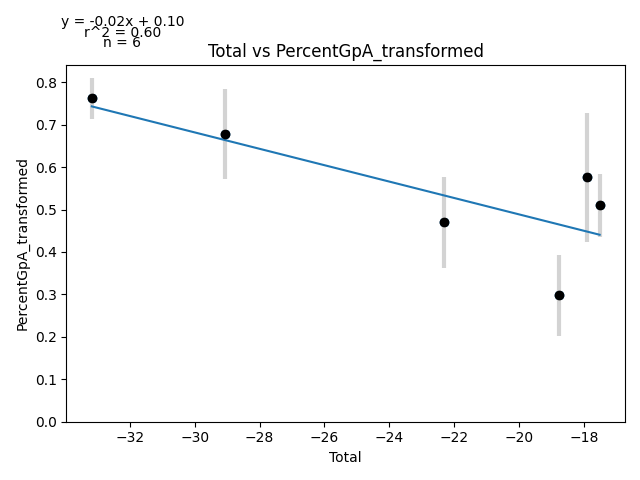 y = -0.02x + 0.10
r^2 = 0.60
n = 6
Total vs PercentGpA_transformed
PercentGpA_transformed
0.8
0.7
0.6
0.5
0.4
0.3
0.2
0.1
0.0
−32 −30 −28 −26 −24 −22 −20 −18
Total